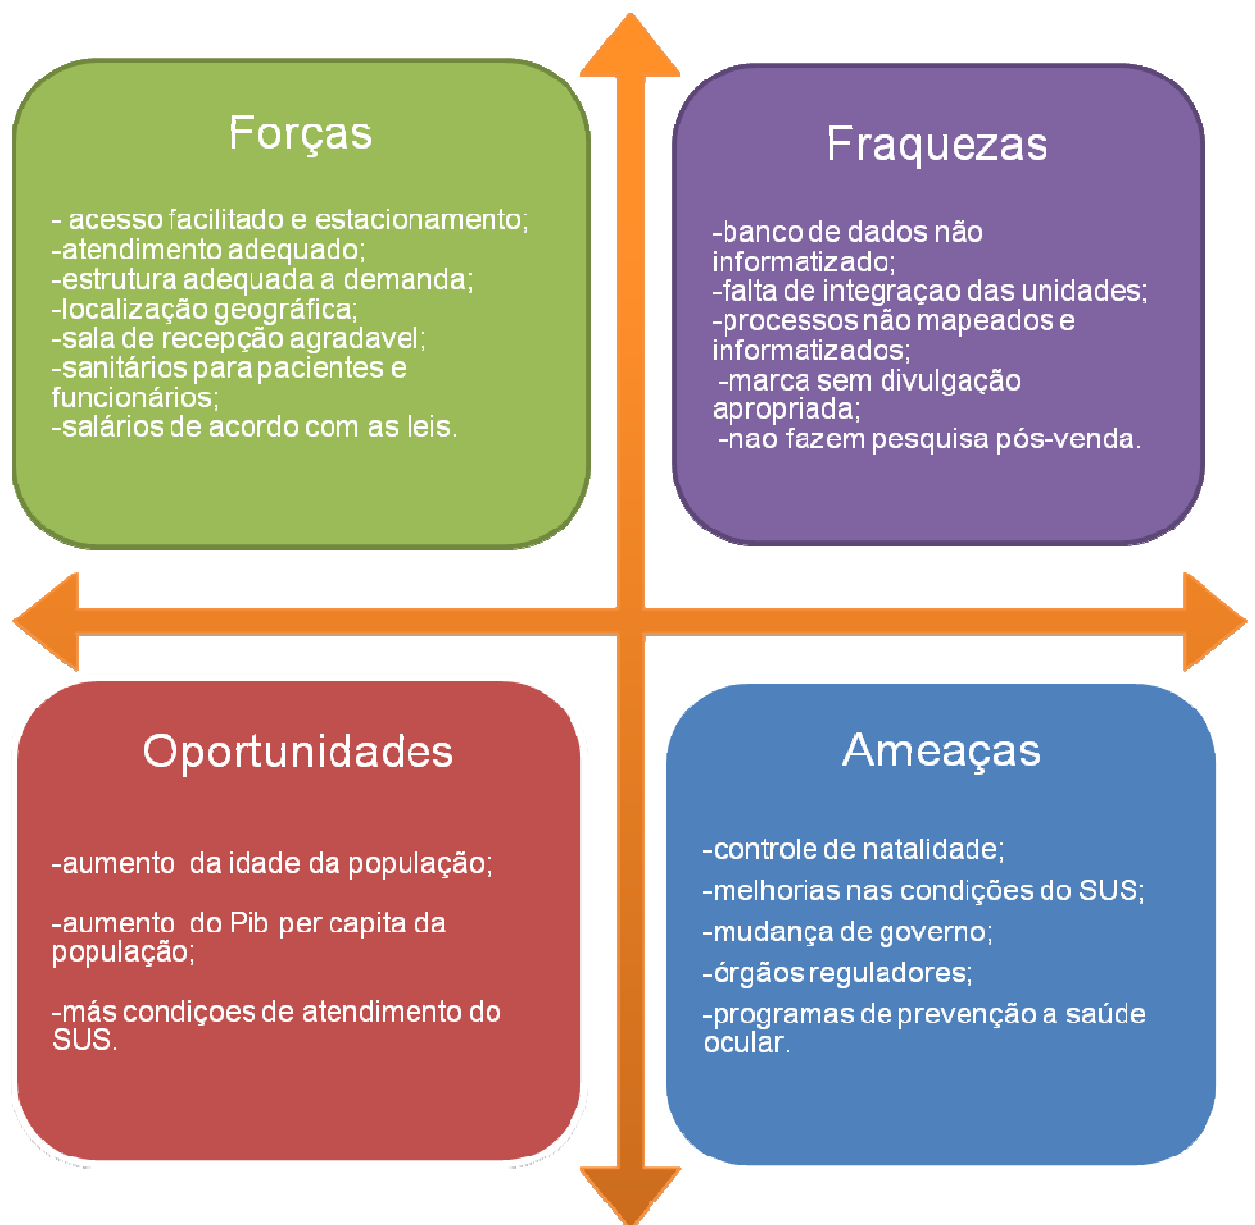 Forças
- acesso facilitado e estacionamento;
-atendimento adequado;
-estrutura adequada a demanda;
-localização geográfica;
-sala de recepção agradavel;
-sanitários para pacientes e
funcionários;
-salários de acordo com as leis.
Fraquezas
-banco de dados não
informatizado;
-falta de integraçao das unidades;
-processos não mapeados e
informatizados;
-marca sem divulgação
apropriada;
-nao fazem pesquisa pós-venda.
Oportunidades
-aumento da idade da população;
-aumento do Pib per capita da
população;
-más condiçoes de atendimento do
SUS.
Ameaças
-controle de natalidade;
-melhorias nas condições do SUS;
-mudança de governo;
-órgãos reguladores;
-programas de prevenção a saúde
ocular.